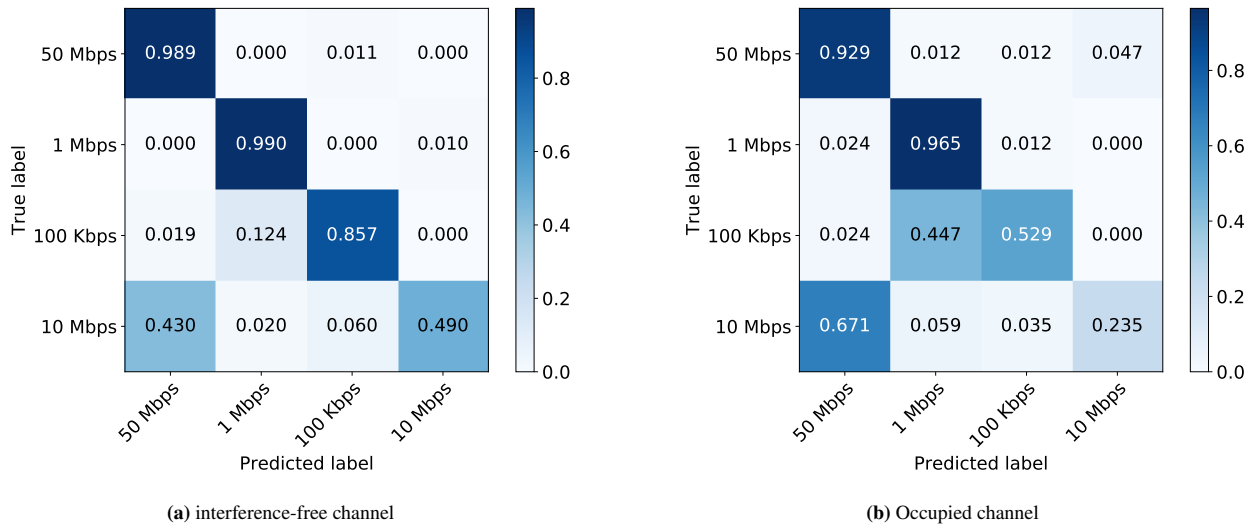 50 Mbps 0.989 0.000 0.011 0.000
1 Mbps 0.000 0.990 0.000 0.010
100 Kbps 0.019 0.124 0.857 0.000
10 Mbps 0.430 0.020 0.060 0.490
True label
50 Mbps 1 Mbps 100 Kbps 10 Mbps
Predicted label
0.8
0.6
0.4
0.2
0.0
(a) interference-free channel
50 Mbps 0.929 0.012 0.012 0.047
1 Mbps 0.024 0.965 0.012 0.000
100 Kbps 0.024 0.447 0.529 0.000
10 Mbps 0.671 0.059 0.035 0.235
True label
50 Mbps 1 Mbps 100 Kbps 10 Mbps
Predicted label
0.8
0.6
0.4
0.2
0.0
(b) Occupied channel